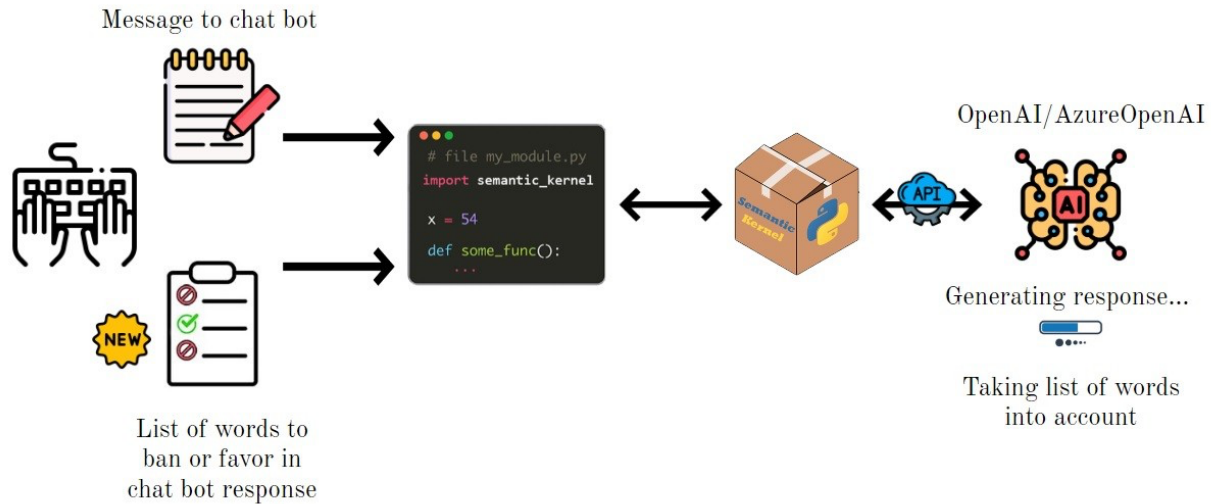 Message to chat bot
# file my_module.py
import semantic_kernel
x = 54
def some_func():
...
Semantic
Kernel
API
OpenAI/AzureOpenAI
AI
Generating response...
Taking list of words
into account
NEW
List of words to
ban or favor in
chat bot response